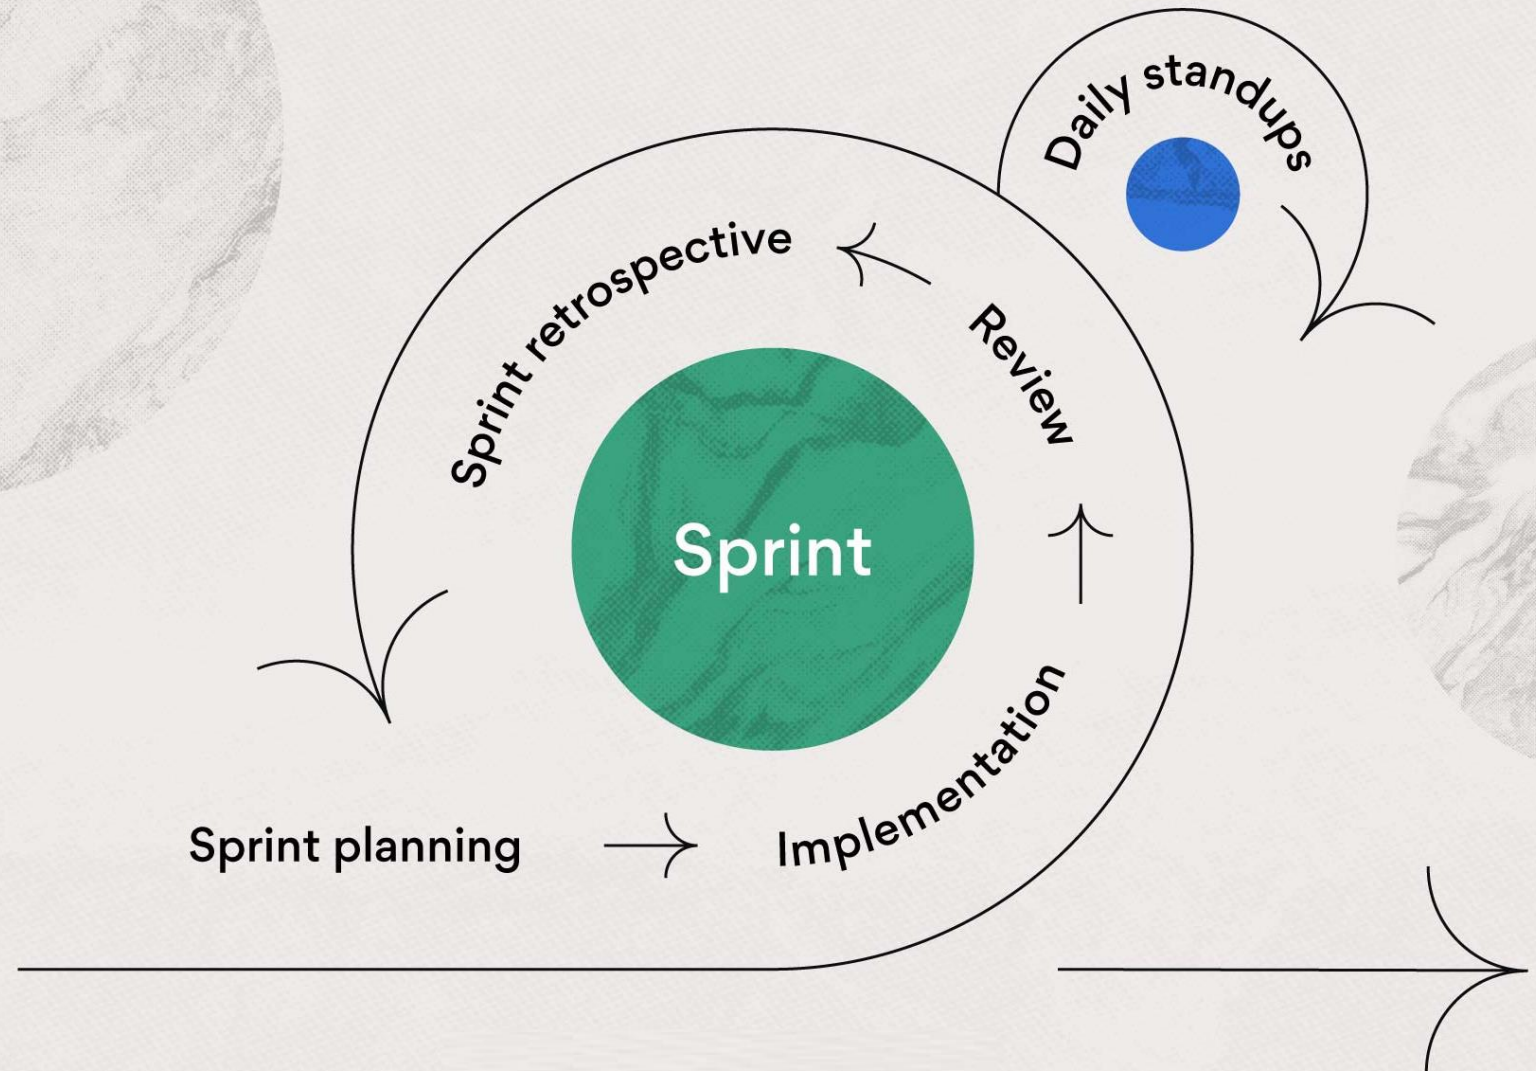 Daily standups
Sprint retrospective
Review
Sprint
Implementation
Sprint planning